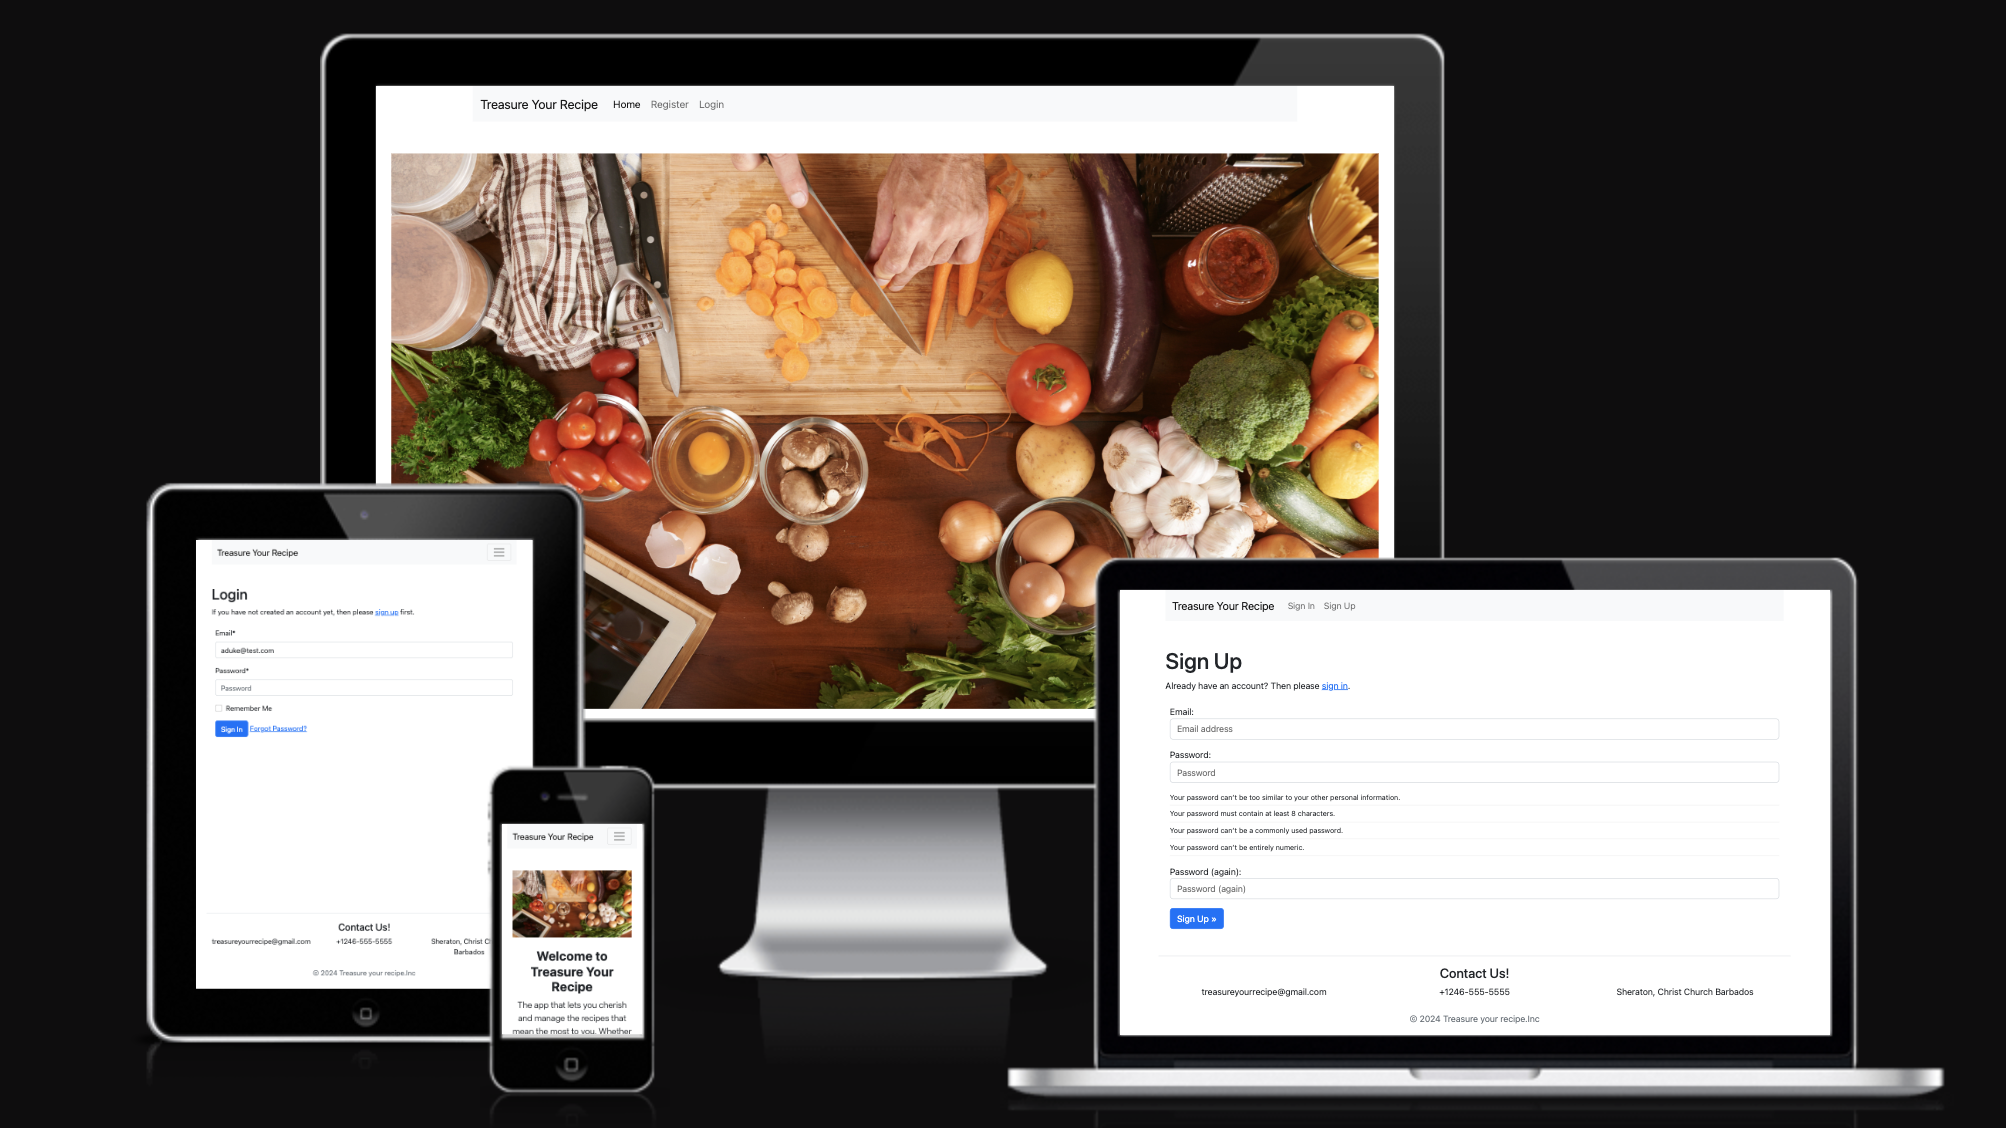 Treasure Your Recipe Home Register Login
Treasure Your Recipe
Login
If you have not created an account yet, then please sign up first.
Email*
aduke@test.com
Password*
Password
Remember Me
Sign In Forgot Password?
Contact Us!
treasureyourrecipe@gmail.com +1246-555-5555 Sheraton, Christ C
Barbados
© 2024 Treasure your recipe.Inc
Treasure Your Recipe
Welcome to
Treasure Your
Recipe
The app that lets you cherish
and manage the recipes that
mean the most to you. Whether
Treasure Your Recipe Sign In Sign Up
Sign Up
Already have an account? Then please sign in.
Email:
Email address
Password:
Password
Your password can't be too similar to your other personal information.
Your password must contain at least 8 characters.
Your password can't be a commonly used password.
Your password can't be entirely numeric.
Password (again):
Password (again)
Sign Up »
Contact Us!
treasureyourrecipe@gmail.com +1246-555-5555 Sheraton, Christ Church Barbados
© 2024 Treasure your recipe.Inc